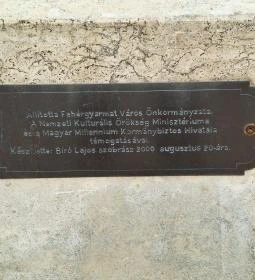 Állította Fehérgyarmat Város Önkormányzata,
A Nemzeti Kulturális Örökség Minisztériuma
és a Magyar Millennium Kormánybiztos Hivatala
támogatásával.
Készítette: Bíró Lajos szobrász 2000. augusztus 20-ára.